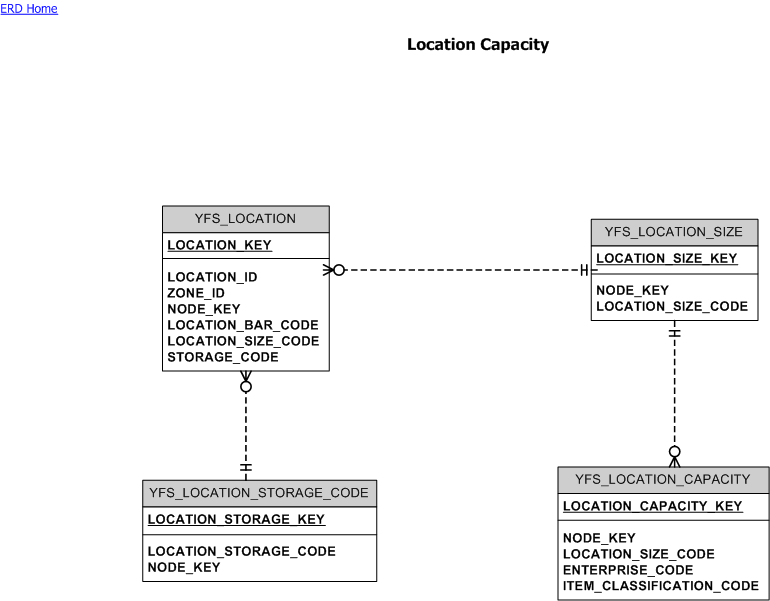 ERD Home
Location Capacity
YFS_LOCATION
LOCATION_KEY
LOCATION_ID
ZONE_ID
NODE_KEY
LOCATION_BAR_CODE
LOCATION_SIZE_CODE
STORAGE_CODE
YFS_LOCATION_SIZE
LOCATION_SIZE_KEY
NODE_KEY
LOCATION_SIZE_CODE
YFS_LOCATION_STORAGE_CODE
LOCATION_STORAGE_KEY
LOCATION_STORAGE_CODE
NODE_KEY
YFS_LOCATION_CAPACITY
LOCATION_CAPACITY_KEY
NODE_KEY
LOCATION_SIZE_CODE
ENTERPRISE_CODE
ITEM_CLASSIFICATION_CODE